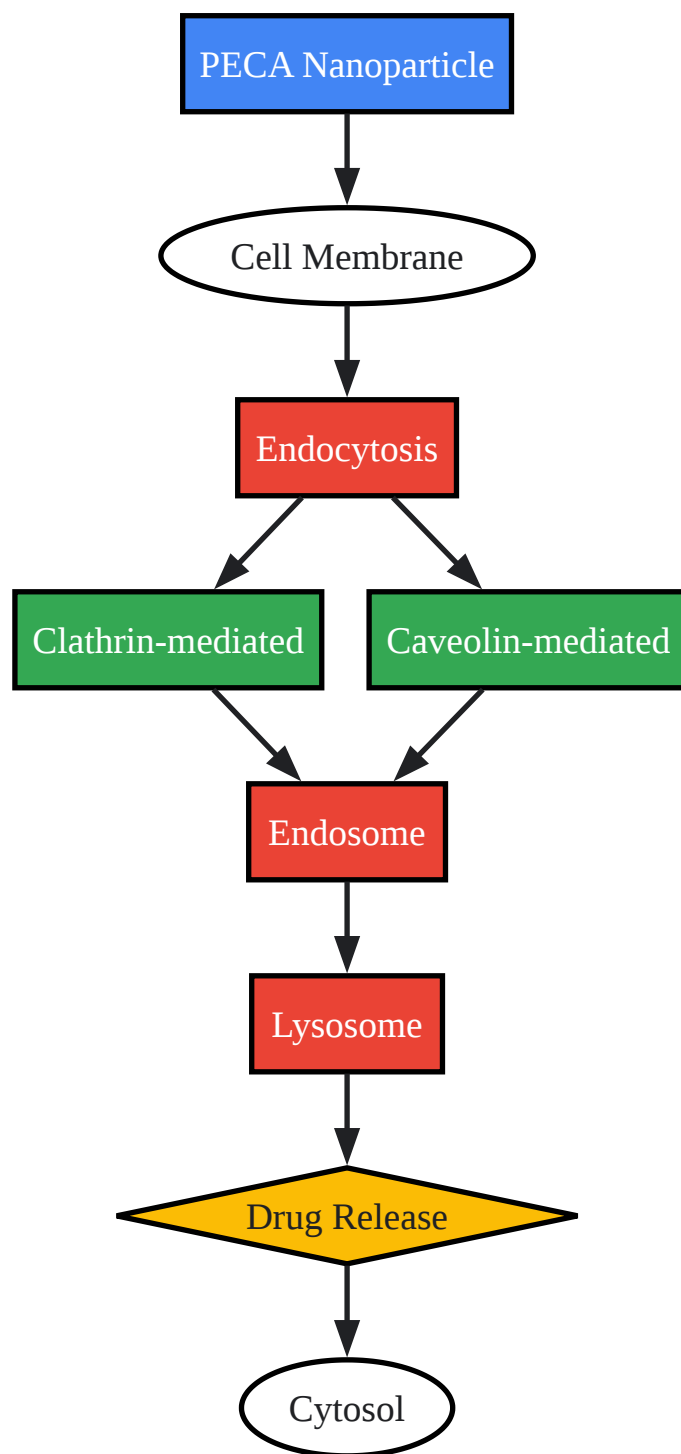 PECA Nanoparticle
Cell Membrane
Endocytosis
Clathrin-mediated
Caveolin-mediated
Endosome
Lysosome
Drug Release
Cytosol